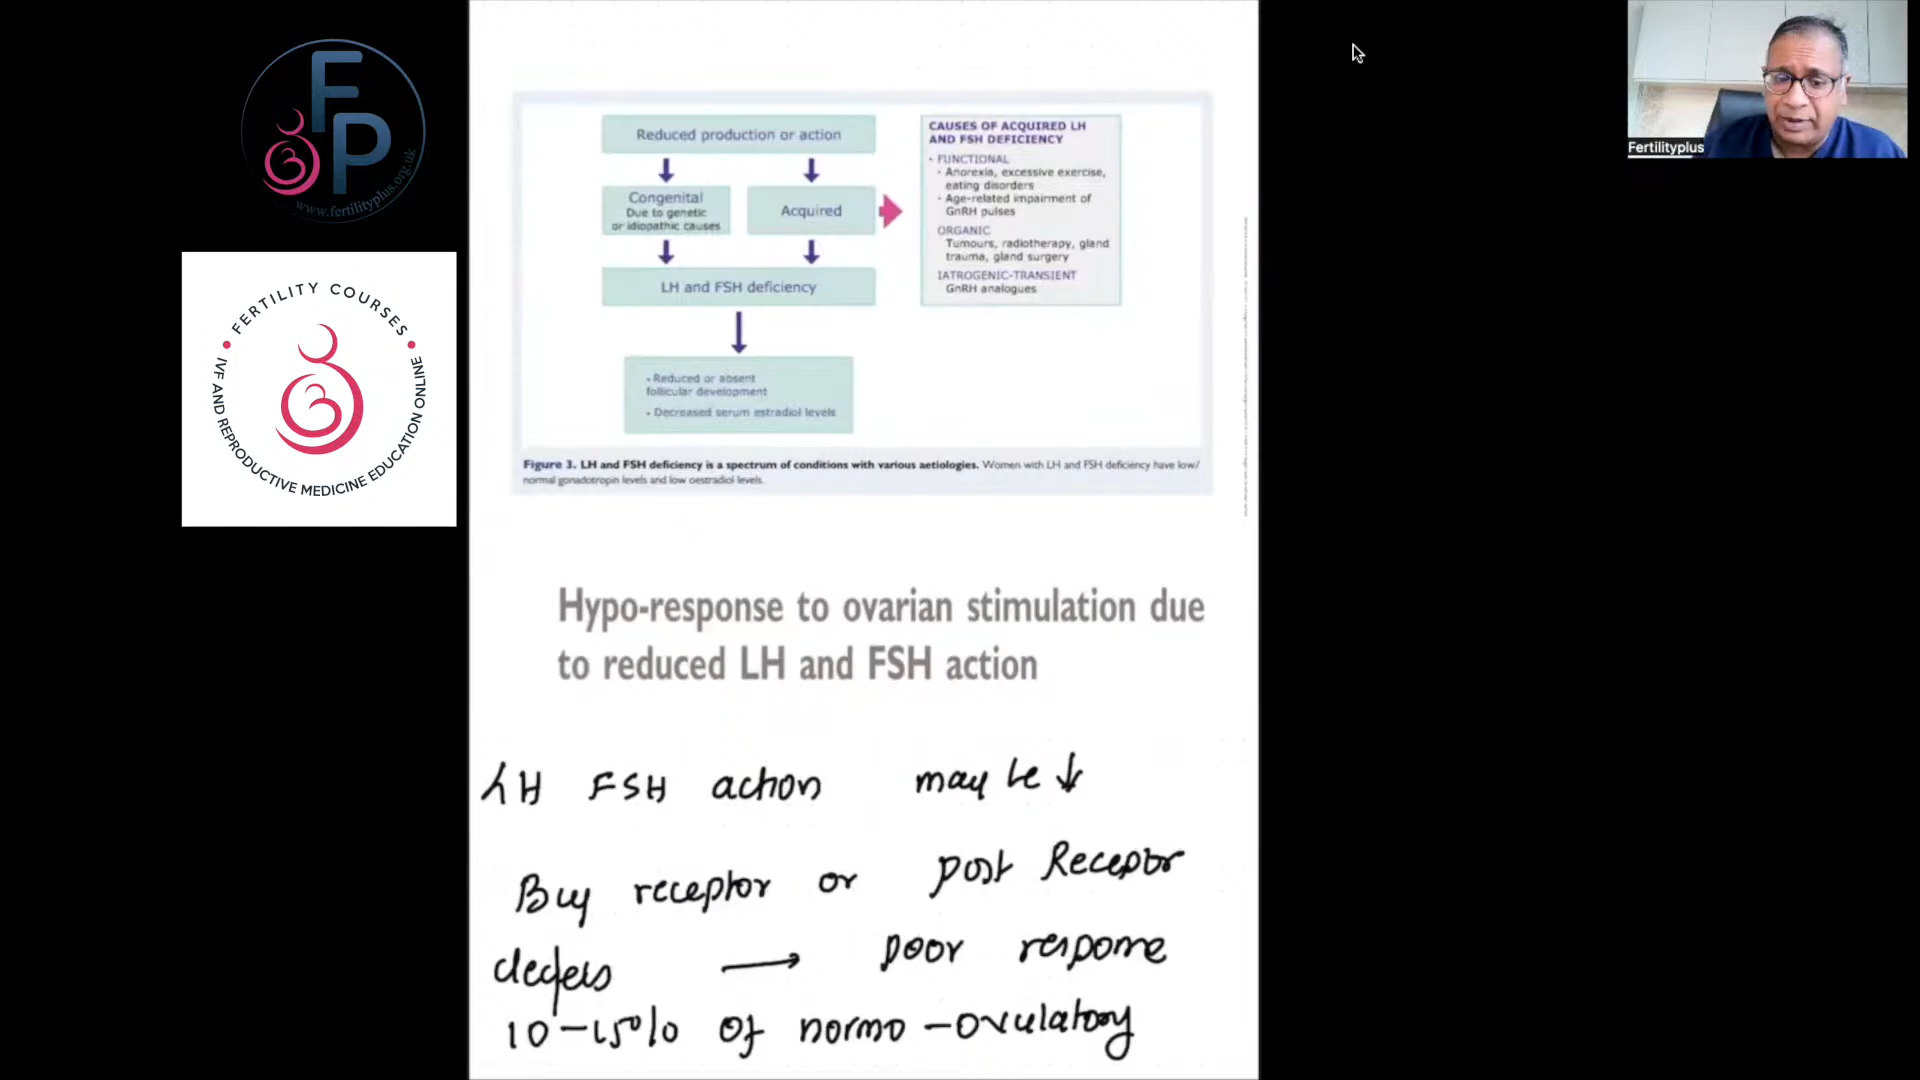 FP
www.fertilityplus.org.uk
• FERTILITY COURSES •
IVF AND REPRODUCTIVE MEDICINE EDUCATION ONLINE
Reduced production or action
Congenital
Due to genetic
or idiopathic causes
Acquired
LH and FSH deficiency
• Reduced or absent
follicular development
• Decreased serum estradiol levels
CAUSES OF ACQUIRED LH
AND FSH DEFICIENCY
• FUNCTIONAL
• Anorexia, excessive exercise,
eating disorders
• Age-related impairment of
GnRH pulses
ORGANIC
Tumours, radiotherapy, gland
trauma, gland surgery
IATROGENIC-TRANSIENT
GnRH analogues
Figure 3. LH and FSH deficiency is a spectrum of conditions with various aetiologies. Women with LH and FSH deficiency have low/
normal gonadotropin levels and low oestradiol levels.
Hypo-response to ovarian stimulation due
to reduced LH and FSH action
LH FSH action may be ↓
Buy receptor or post Receptor
defects → poor response
10-15% of normo-ovulatory
Fertilityplus